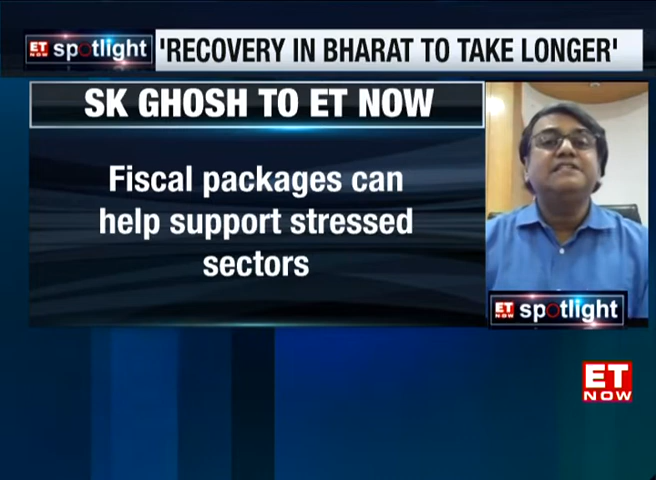 ET NOW spotlight 'RECOVERY IN BHARAT TO TAKE LONGER'
SK GHOSH TO ET NOW
Fiscal packages can
help support stressed
sectors
ET NOW spotlight
ET
NOW